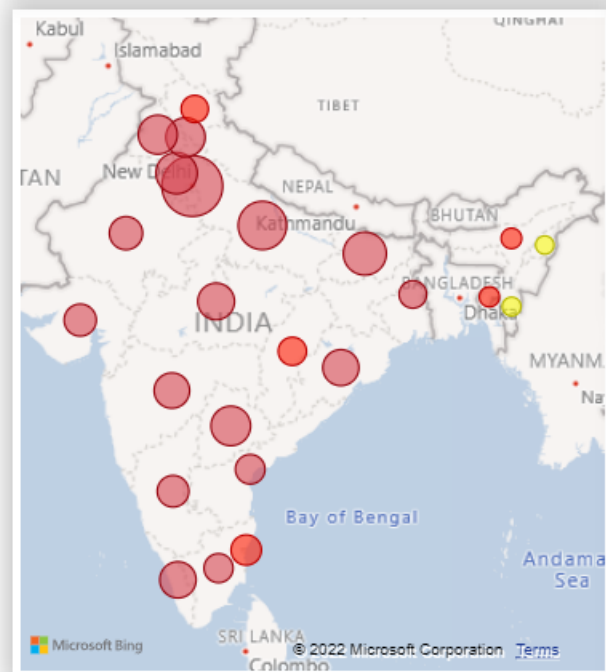 QINGHAI
Kabul
Islamabad
TIBET
TAN
New Delhi
NEPAL
Kathmandu
BHUTAN
BANGLADESH
Dhaka
INDIA
MYANM
Na
Bay of Bengal
Andama
Sea
SRI LANKA
Colombo
Microsoft Bing
© 2022 Microsoft Corporation Terms